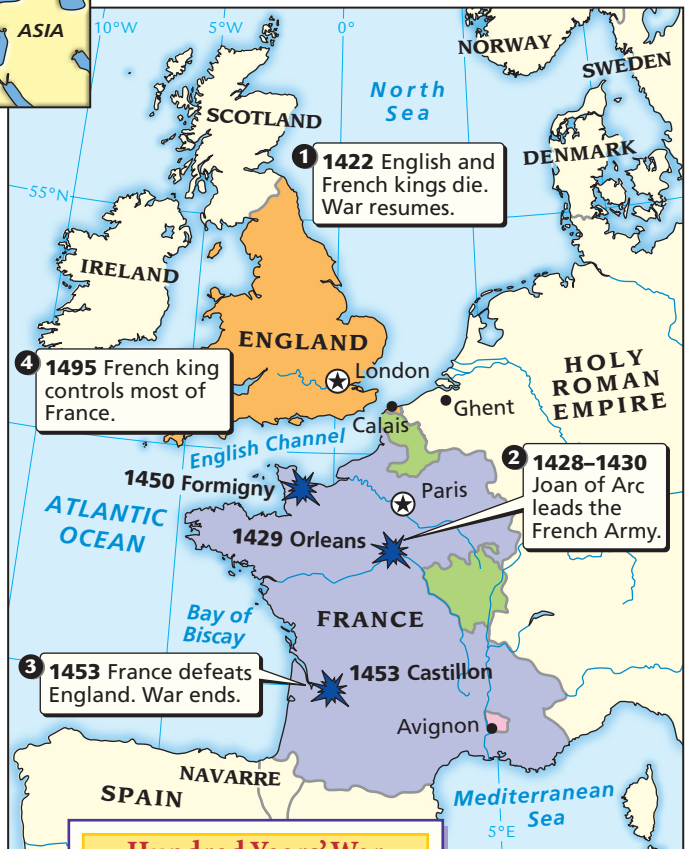 ASIA
10°W
5°W
0°
NORWAY
SWEDEN
North
Sea
SCOTLAND
DENMARK
1 1422 English and
French kings die.
War resumes.
55°N
IRELAND
ENGLAND
HOLY
ROMAN
EMPIRE
4 1495 French king
controls most of
France.
London
Ghent
Calais
English Channel
1450 Formigny
Paris
2 1428–1430
Joan of Arc
leads the
French Army.
ATLANTIC
OCEAN
1429 Orleans
Bay of
Biscay
FRANCE
3 1453 France defeats
England. War ends.
1453 Castillon
Avignon
NAVARRE
SPAIN
Mediterranean
Sea
5°E
Hundred Years' War